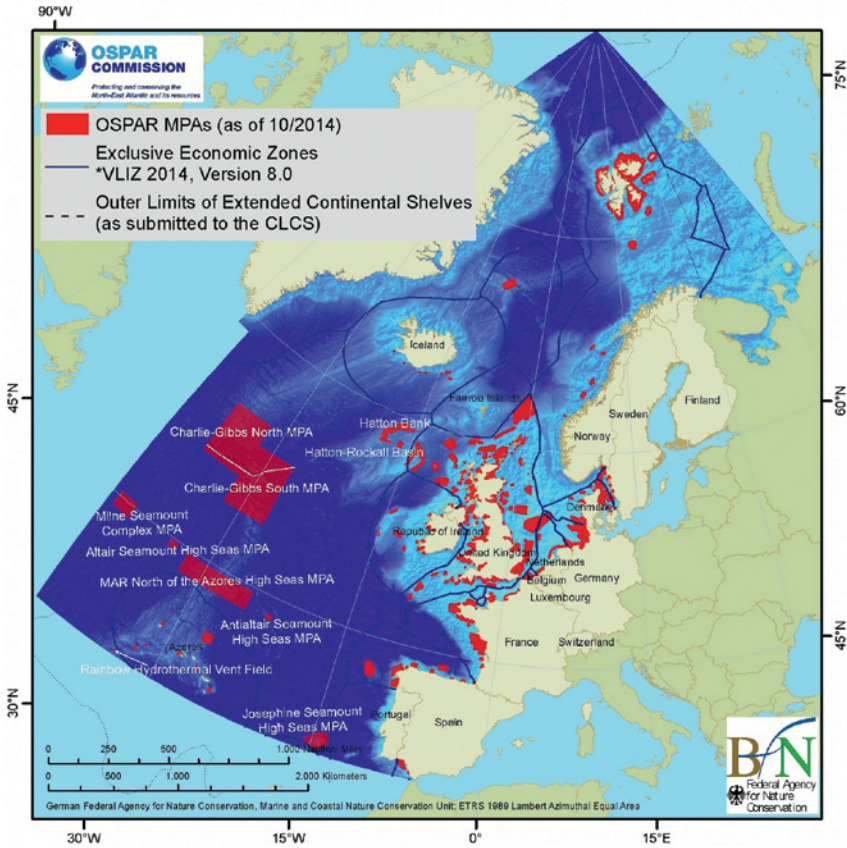 90°W
OSPAR
COMMISSION
Protecting and conserving the
North-East Atlantic and its resources
OSPAR MPAs (as of 10/2014)
Exclusive Economic Zones
*VLIZ 2014, Version 8.0
Outer Limits of Extended Continental Shelves
(as submitted to the CLCS)
75°N
Iceland
45°N
60°N
Faeroe Islands
Sweden
Finland
Hatton Bank
Charlie-Gibbs North MPA
Norway
Hatton-Rockall Basin
Charlie-Gibbs South MPA
Milne Seamount
Complex MPA
Denmark
Republic of Ireland
Altair Seamount High Seas MPA
United Kingdom
Netherlands
MAR North of the Azores High Seas MPA
Belgium
Germany
Luxembourg
Antialtair Seamount
High Seas MPA
France
Switzerland
45°N
Azores
Rainbow Hydrothermal Vent Field
30°N
Josephine Seamount
High Seas MPA
Portugal
Spain
0 250 500 1.000 Nautical Miles
0 500 1.000 2.000 Kilometers
BfN
Federal Agency
for Nature
Conservation
German Federal Agency for Nature Conservation, Marine and Coastal Nature Conservation Unit; ETRS 1989 Lambert Azimuthal Equal Area
30°W
15°W
0°
15°E